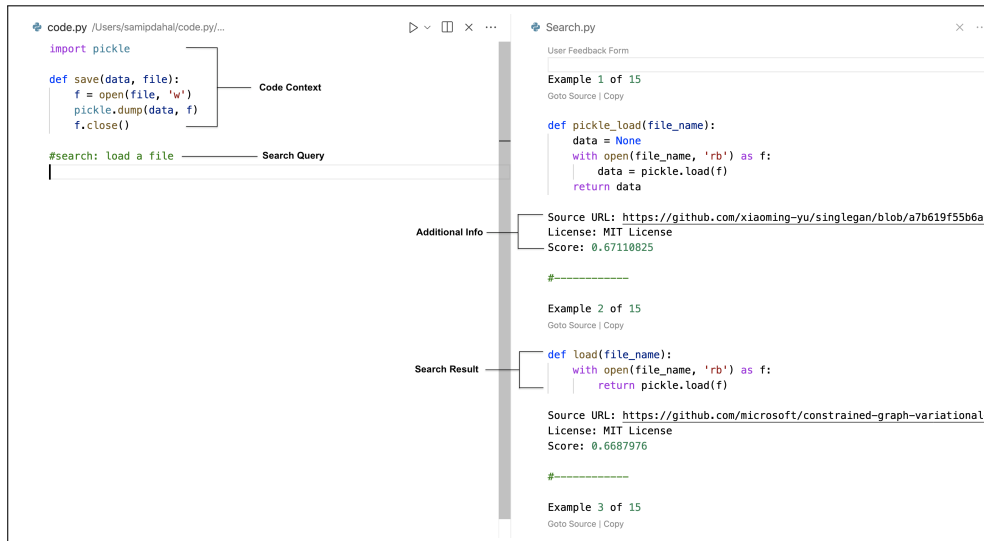 code.py /Users/samipdahal/code.py/...
import pickle
def save(data, file):
f = open(file, 'w')
pickle.dump(data, f)
f.close()
Code Context
#search: load a file
Search Query
Search.py
User Feedback Form
Example 1 of 15
Goto Source | Copy
def pickle_load(file_name):
data = None
with open(file_name, 'rb') as f:
data = pickle.load(f)
return data
Additional Info
Source URL: https://github.com/xiaoming-yu/singlegan/blob/a7b619f55b6a
License: MIT License
Score: 0.67110825
#------------
Example 2 of 15
Goto Source | Copy
Search Result
def load(file_name):
with open(file_name, 'rb') as f:
return pickle.load(f)
Source URL: https://github.com/microsoft/constrained-graph-variational
License: MIT License
Score: 0.6687976
#------------
Example 3 of 15
Goto Source | Copy